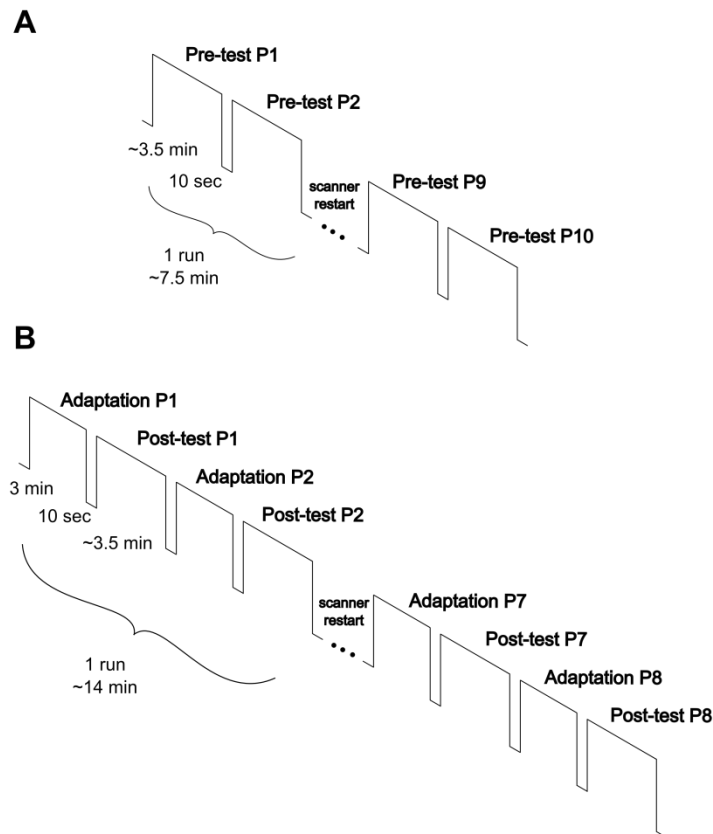 A
Pre-test P1
Pre-test P2
~3.5 min
10 sec
scanner
restart
Pre-test P9
Pre-test P10
1 run
~7.5 min
B
Adaptation P1
Post-test P1
Adaptation P2
Post-test P2
3 min
10 sec
~3.5 min
scanner
restart
Adaptation P7
Post-test P7
Adaptation P8
Post-test P8
1 run
~14 min